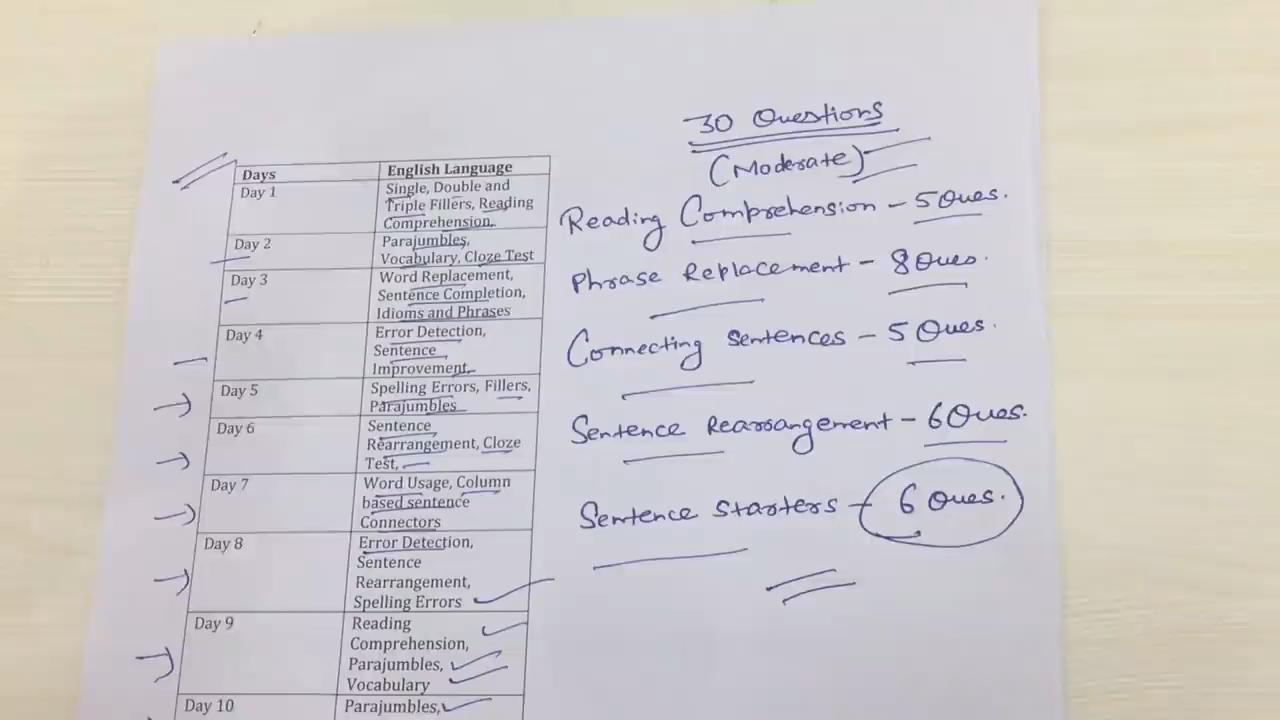 Days English Language
Day 1 Single, Double and
Triple Fillers, Reading
Comprehension,
Day 2 Parajumbles,
Vocabulary, Cloze Test
Day 3 Word Replacement,
Sentence Completion,
Idioms and Phrases
Day 4 Error Detection,
Sentence
Improvement,
Day 5 Spelling Errors, Fillers,
Parajumbles
Day 6 Sentence
Rearrangement, Cloze
Test,
Day 7 Word Usage, Column
based sentence
Connectors
Day 8 Error Detection,
Sentence
Rearrangement,
Spelling Errors
Day 9 Reading
Comprehension,
Parajumbles,
Vocabulary
Day 10 Parajumbles,
30 Questions
(Moderate)
Reading Comprehension - 5 Ques.
Phrase Replacement - 8 Ques.
Connecting Sentences - 5 Ques.
Sentence Rearrangement - 6 Ques.
Sentence Starters - 6 Ques.